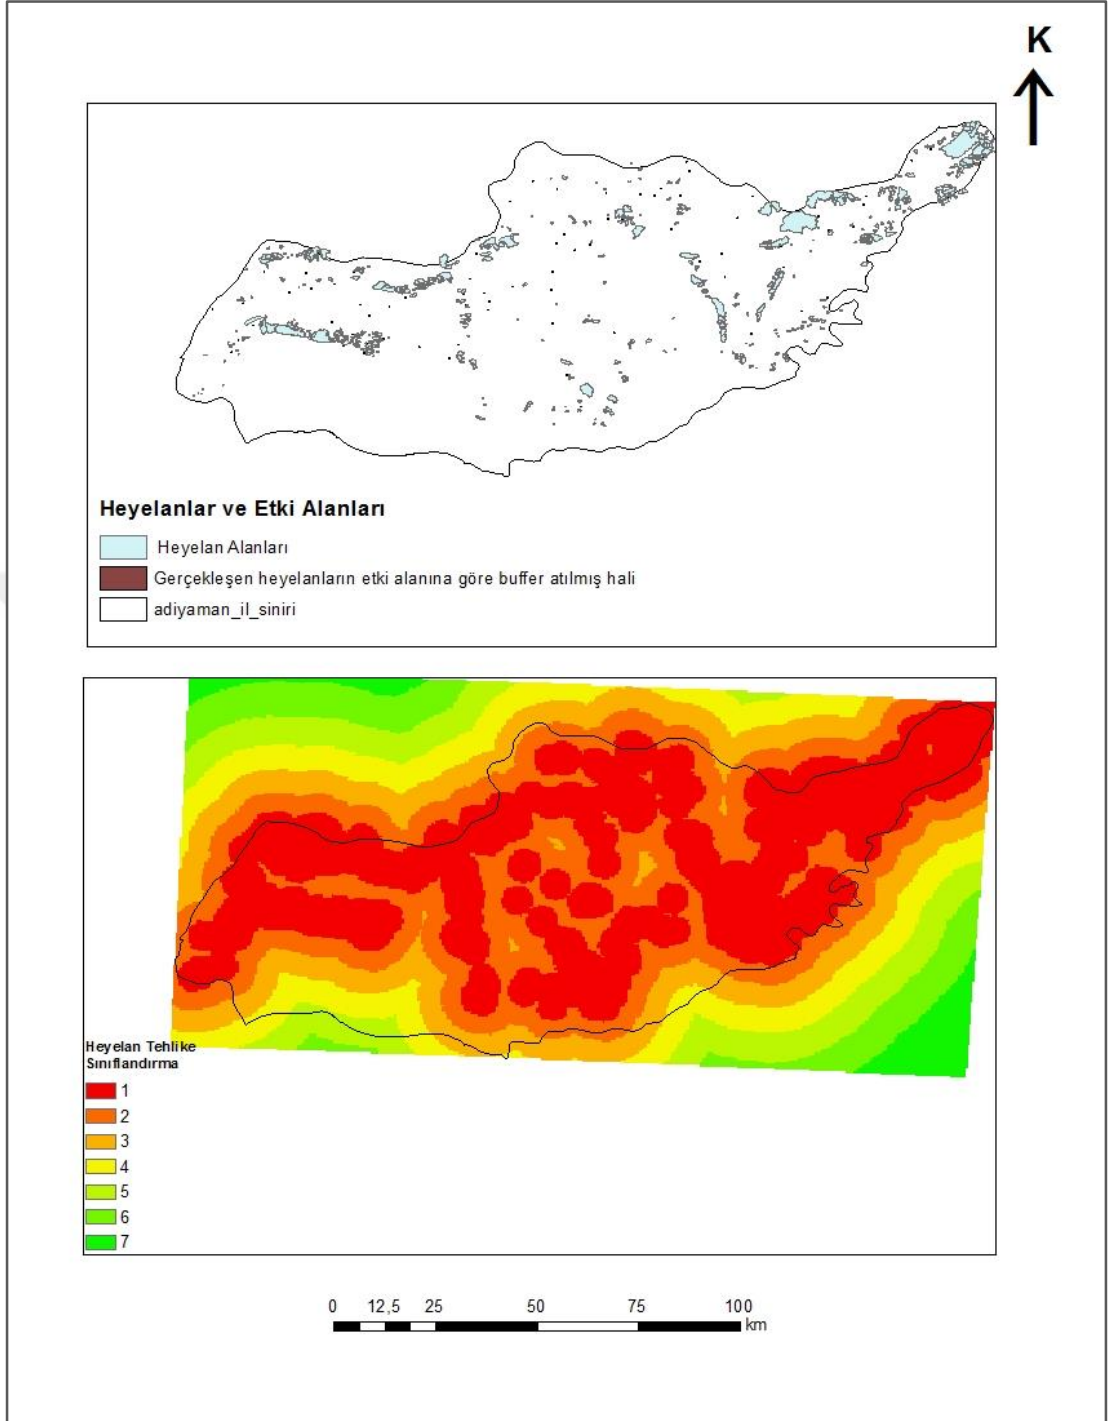 K
Heyelanlar ve Etki Alanları
Heyelan Alanları
Gerçekleşen heyelanların etki alanına göre buffer atılmış hali
adiyaman_il_siniri
Heyelan Tehlike
Sınıflandırma
1
2
3
4
5
6
7
0 12,5 25 50 75 100
km